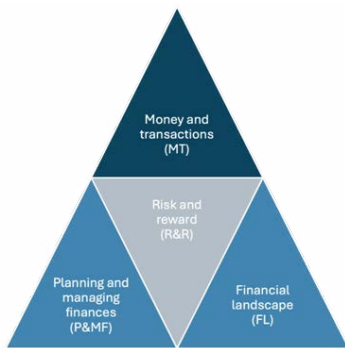 Money and
transactions
(MT)
Risk and
reward
(R&R)
Planning and
managing
finances
(P&MF)
Financial
landscape
(FL)